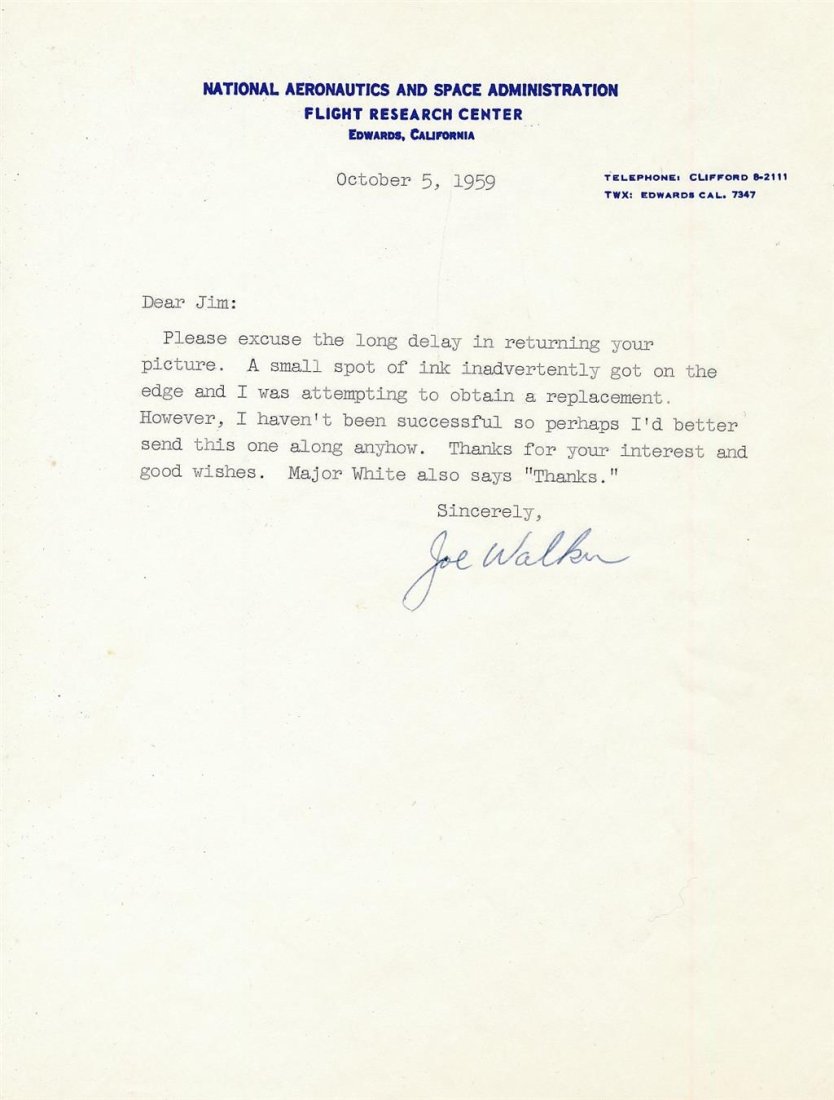 NATIONAL AERONAUTICS AND SPACE ADMINISTRATION
FLIGHT RESEARCH CENTER
EDWARDS, CALIFORNIA
October 5, 1959
TELEPHONE: CLIFFORD 8-2111
TWX: EDWARDS CAL. 7347
Dear Jim:
Please excuse the long delay in returning your
picture. A small spot of ink inadvertently got on the
edge and I was attempting to obtain a replacement.
However, I haven't been successful so perhaps I'd better
send this one along anyhow. Thanks for your interest and
good wishes. Major White also says "Thanks."
Sincerely,
Joe Walker